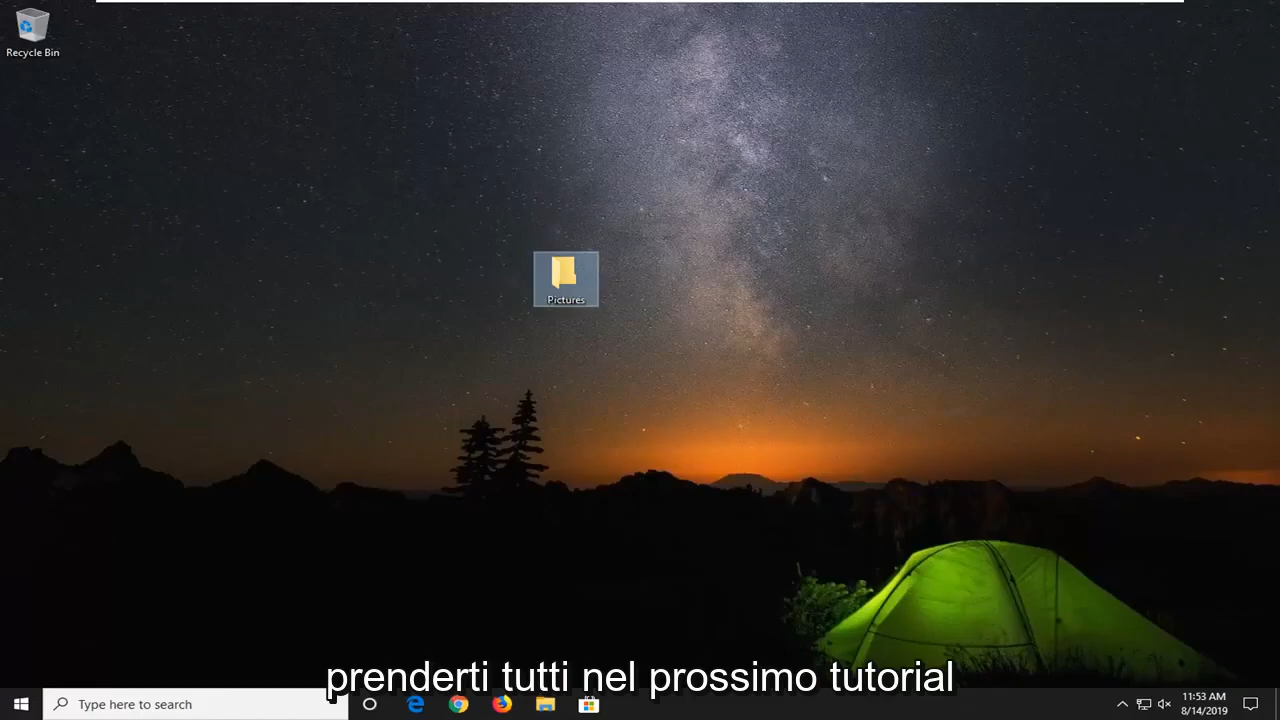 Recycle Bin
Pictures
prenderti tutti nel prossimo tutorial
Type here to search
11:53 AM
8/14/2019